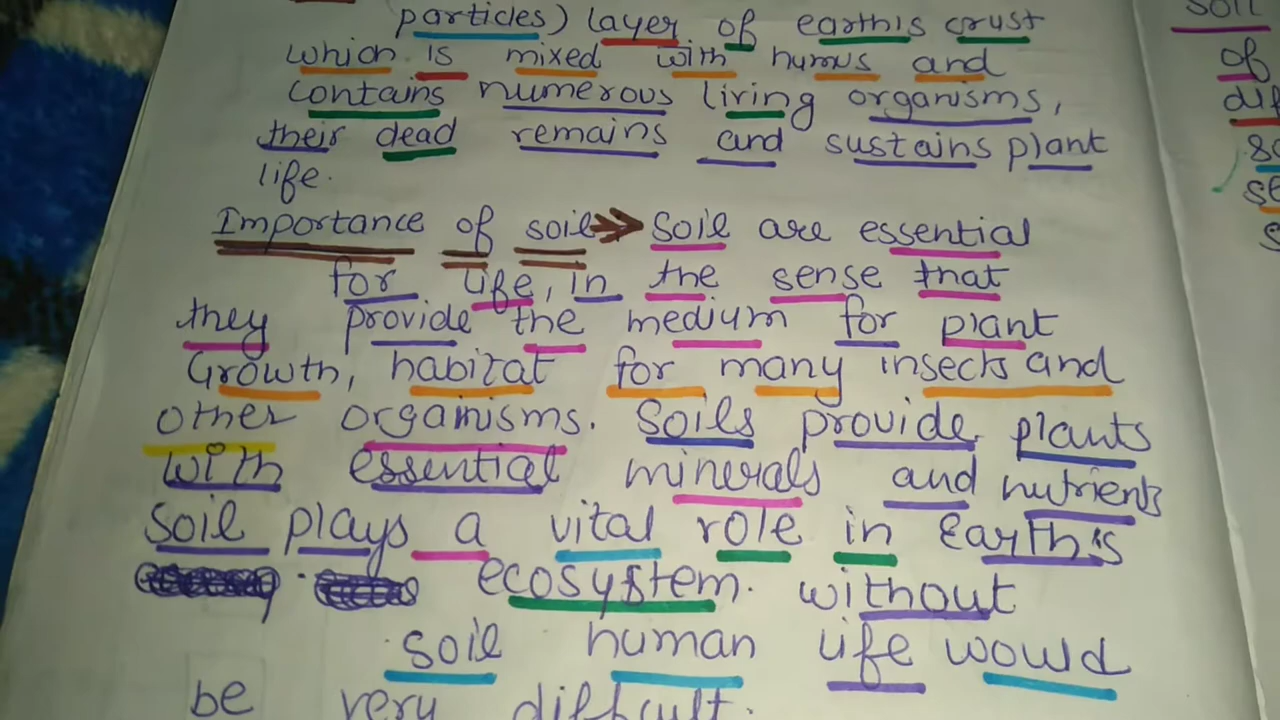 particles) layer of earth's crust
which is mixed with humus and
contains numerous living organisms,
their dead remains and sustains plant
life.
Importance of soil Soil are essential
for life, in the sense that
they provide the medium for plant
Growth, habitat for many insects and
other organisms. Soils provide plants
with essential minerals and nutrients
Soil plays a vital role in Earth's
ecosystem. without
soil human life would
be very difficult.
soil
of